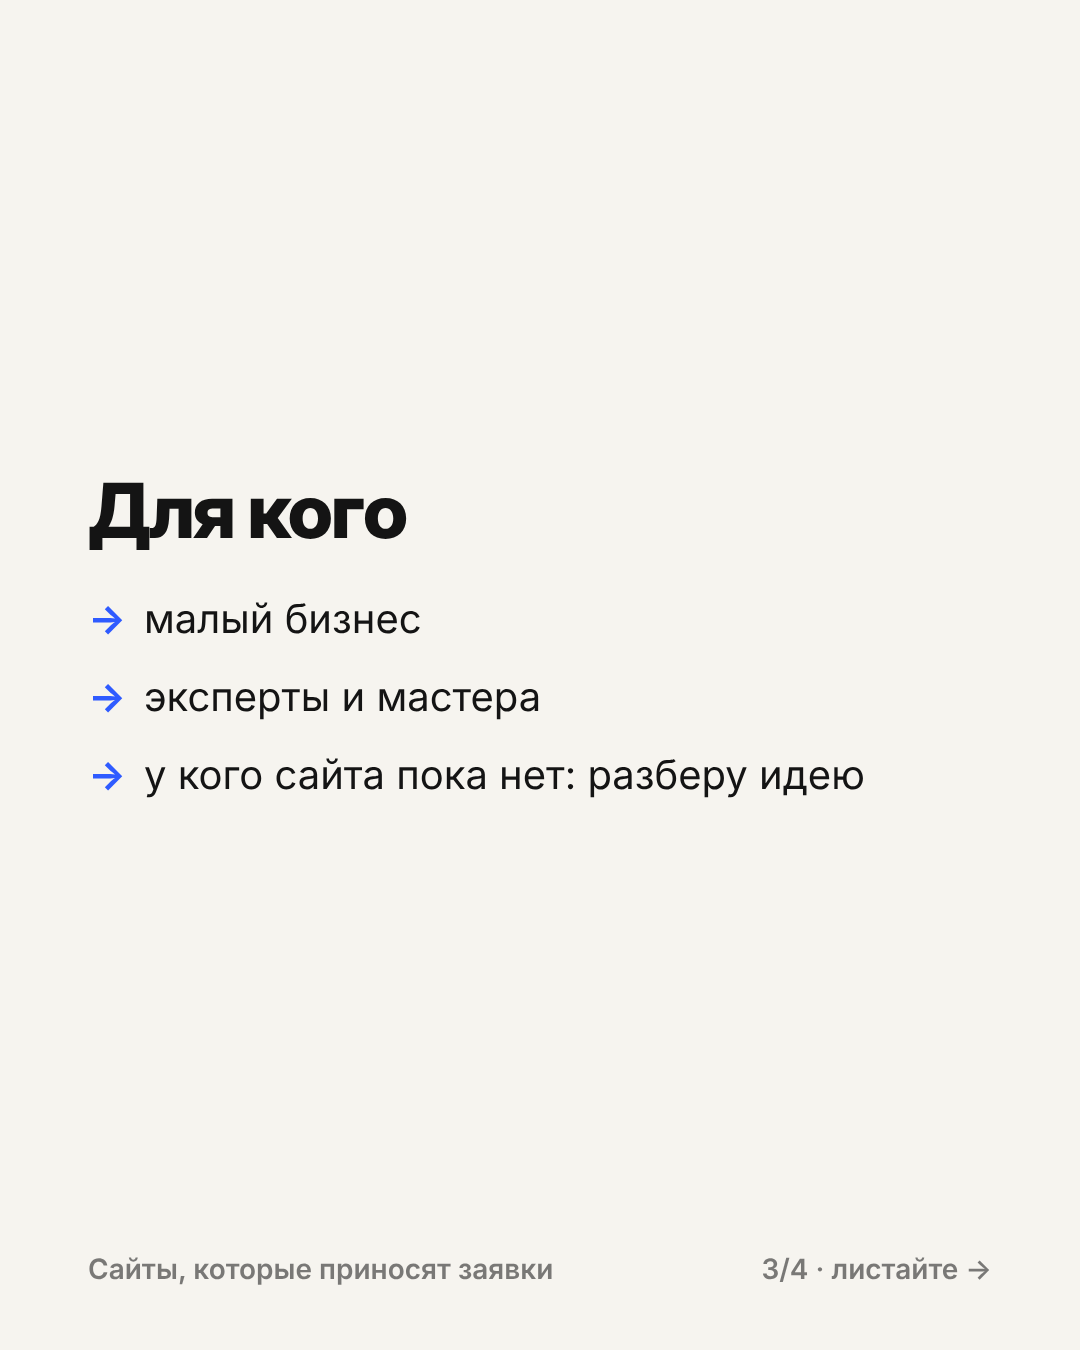 Для кого
→ малый бизнес
→ эксперты и мастера
→ у кого сайта пока нет: разберу идею
Сайты, которые приносят заявки
3/4 · листайте →